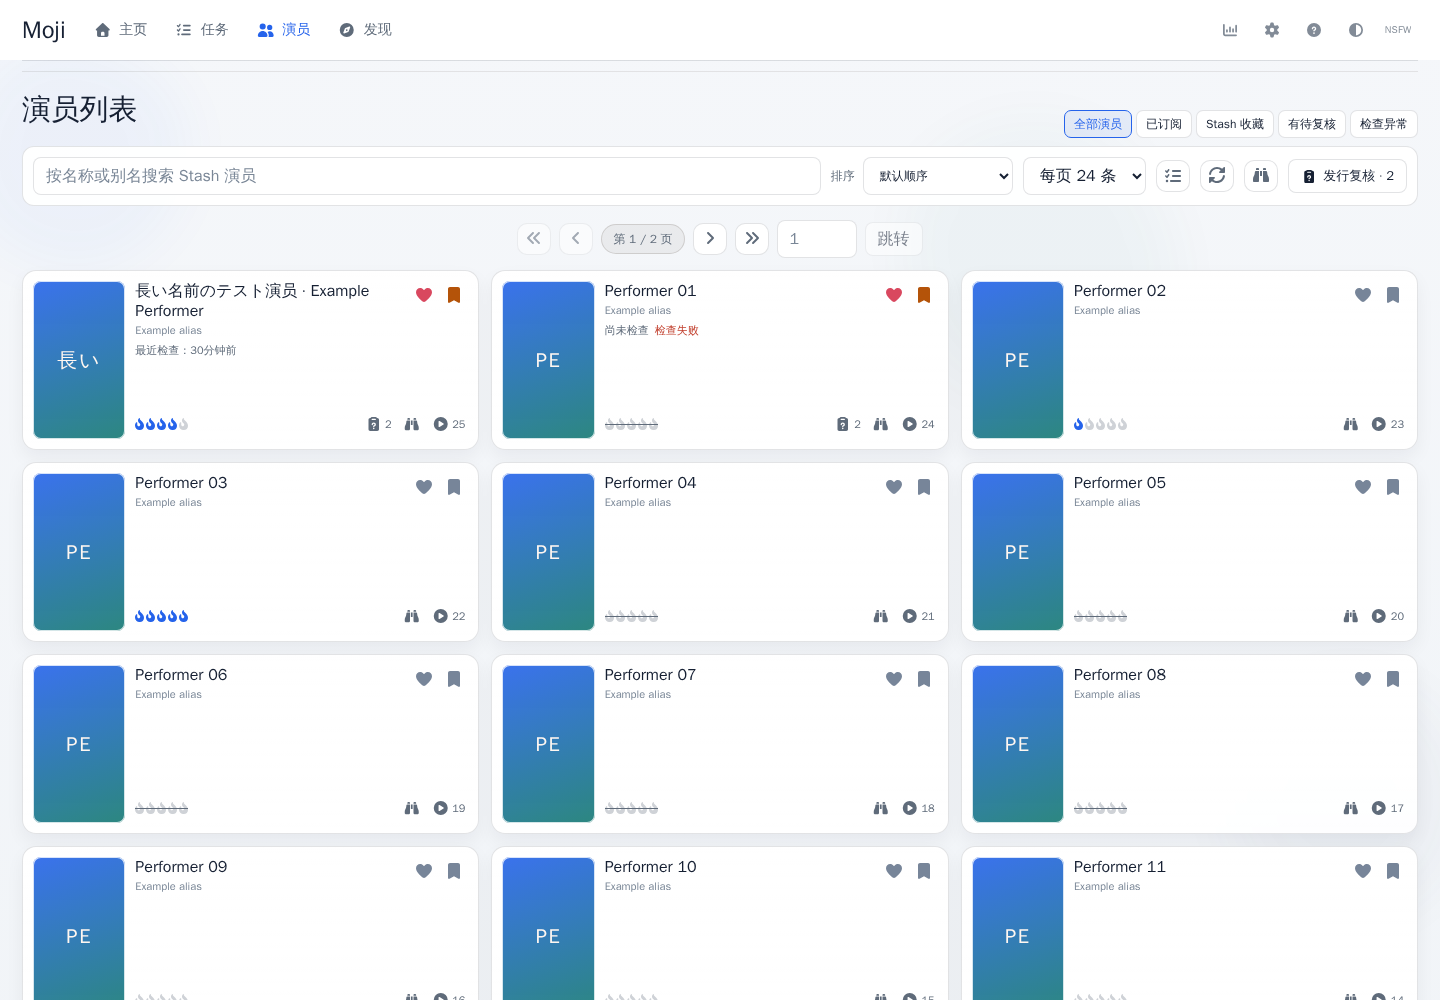 Moji 主页 任务 演员 发现 NSFW
演员列表
全部演员 已订阅 Stash 收藏 有待复核 检查异常
按名称或别名搜索 Stash 演员 排序 默认顺序 每页 24 条 发行复核 · 2
第 1 / 2 页 1 跳转
長い
長い名前のテスト演员 · Example
Performer
Example alias
最近检查：30分钟前
2 25
PE
Performer 01
Example alias
尚未检查 检查失败
2 24
PE
Performer 02
Example alias
23
PE
Performer 03
Example alias
22
PE
Performer 04
Example alias
21
PE
Performer 05
Example alias
20
PE
Performer 06
Example alias
19
PE
Performer 07
Example alias
18
PE
Performer 08
Example alias
17
PE
Performer 09
Example alias
16
PE
Performer 10
Example alias
15
PE
Performer 11
Example alias
14